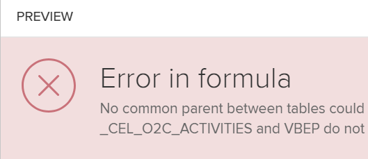 PREVIEW
Error in formula
No common parent between tables could
_CEL_O2C_ACTIVITIES and VBEP do not